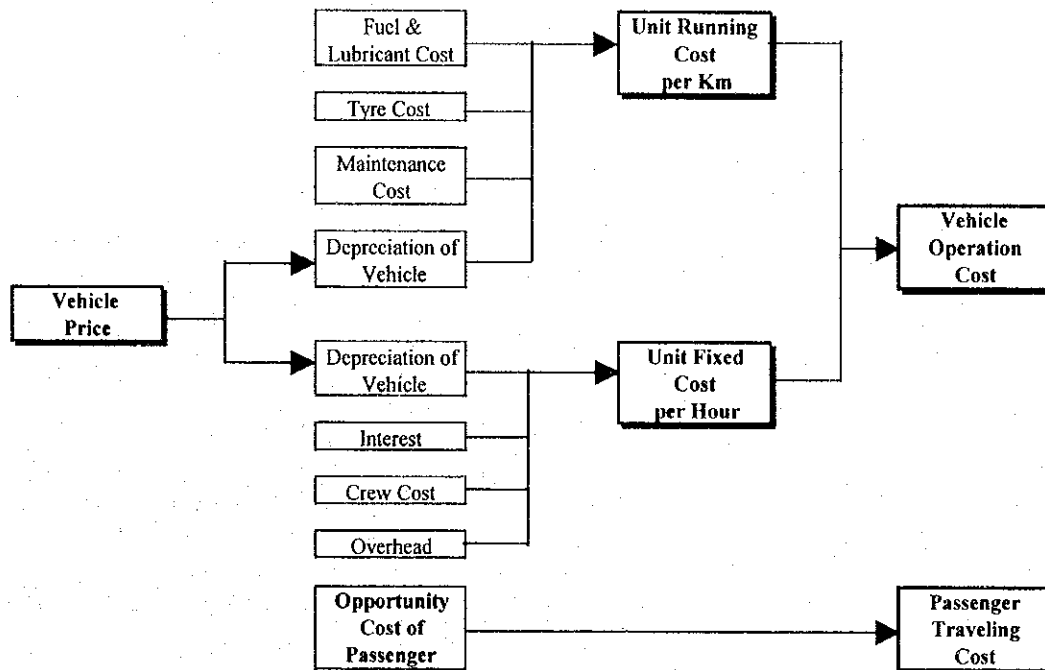 Fuel &
Lubricant Cost
Tyre Cost
Maintenance
Cost
Depreciation of
Vehicle
Vehicle
Price
Depreciation of
Vehicle
Interest
Crew Cost
Overhead
Opportunity
Cost of
Passenger
Unit Running
Cost
per Km
Unit Fixed
Cost
per Hour
Vehicle
Operation
Cost
Passenger
Traveling
Cost